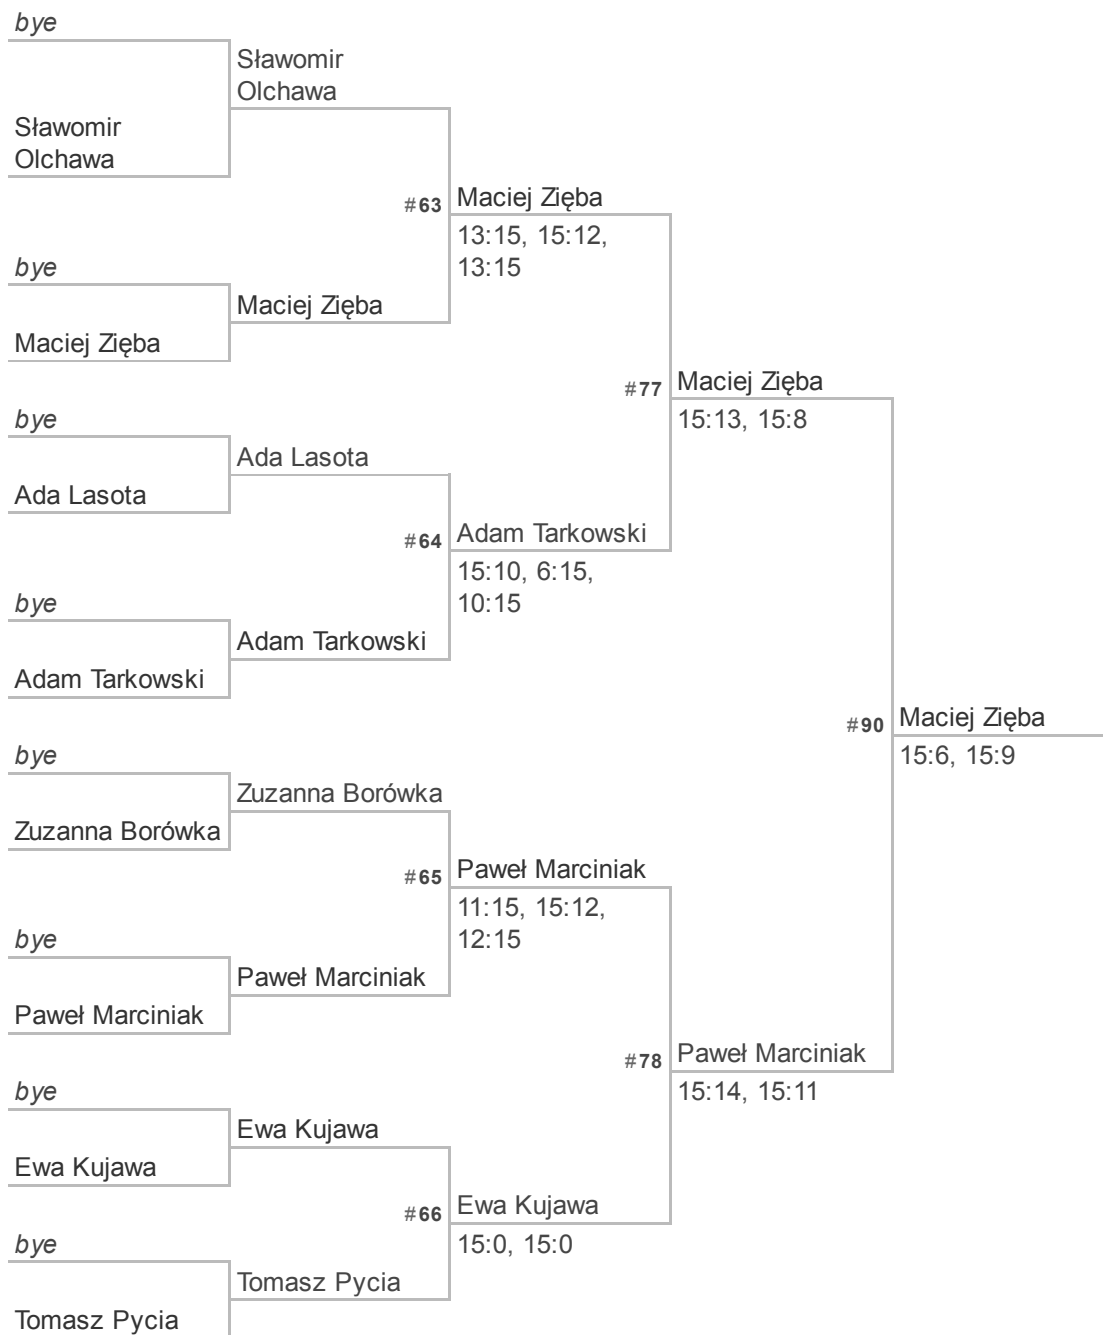 bye
Sławomir
Olchawa
Sławomir
Olchawa
#63
Maciej Zięba
13:15, 15:12,
13:15
bye
Maciej Zięba
Maciej Zięba
#77
Maciej Zięba
15:13, 15:8
bye
Ada Lasota
Ada Lasota
#64
Adam Tarkowski
15:10, 6:15,
10:15
bye
Adam Tarkowski
Adam Tarkowski
#90
Maciej Zięba
15:6, 15:9
bye
Zuzanna Borówka
Zuzanna Borówka
#65
Paweł Marciniak
11:15, 15:12,
12:15
bye
Paweł Marciniak
Paweł Marciniak
#78
Paweł Marciniak
15:14, 15:11
bye
Ewa Kujawa
Ewa Kujawa
#66
Ewa Kujawa
15:0, 15:0
bye
Tomasz Pycia
Tomasz Pycia